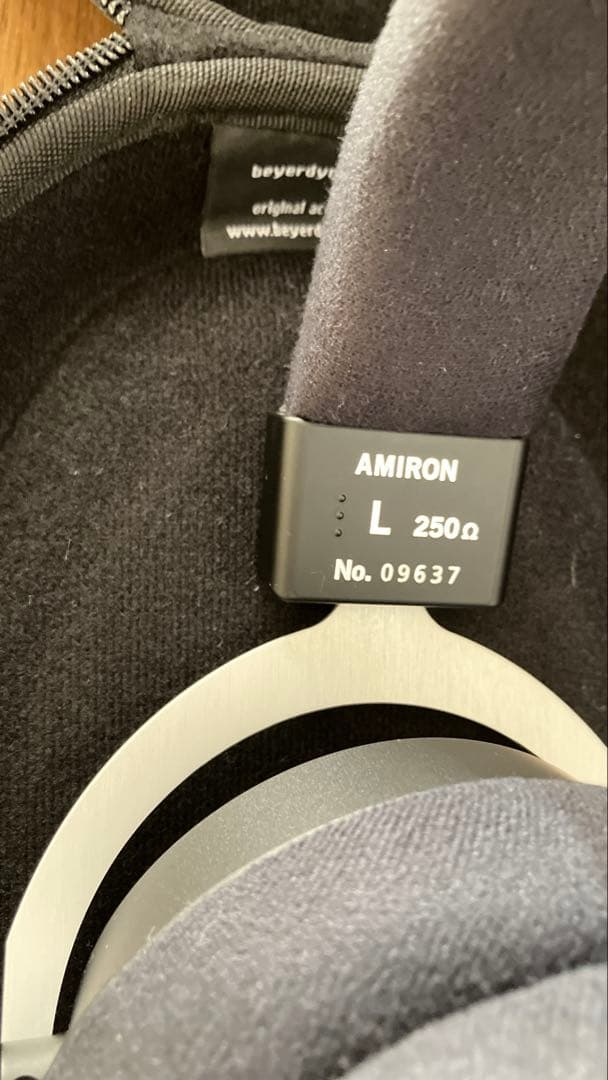 original
AMIRON
L 250Ω
No. 09637